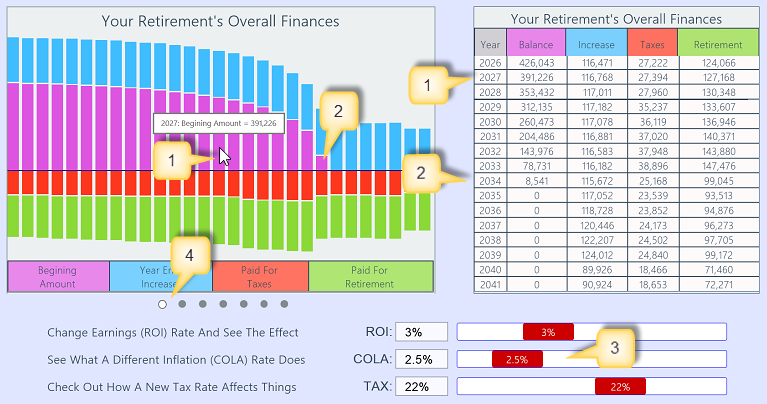 Your Retirement's Overall Finances
2027: Begining Amount = 391,226
1
2
Begining Amount
Year En
Increase
Paid For Taxes
Paid For Retirement
4
Your Retirement's Overall Finances
Year Balance Increase Taxes Retirement
2026 426,043 116,471 27,222 124,066
2027 391,226 116,768 27,394 127,168
2028 353,432 117,011 27,960 130,348
2029 312,135 117,182 35,237 133,607
2030 260,473 117,078 36,119 136,946
2031 204,486 116,881 37,020 140,371
2032 143,976 116,583 37,948 143,880
2033 78,731 116,182 38,896 147,476
2034 8,541 115,672 25,168 99,045
2035 0 117,052 23,539 93,513
2036 0 118,728 23,852 94,876
2037 0 120,446 24,173 96,273
2038 0 122,207 24,502 97,705
2039 0 124,012 24,840 99,172
2040 0 89,926 18,466 71,460
2041 0 90,924 18,653 72,271
1
2
Change Earnings (ROI) Rate And See The Effect ROI: 3% 3%
See What A Different Inflation (COLA) Rate Does COLA: 2.5% 2.5% 3
Check Out How A New Tax Rate Affects Things TAX: 22% 22%